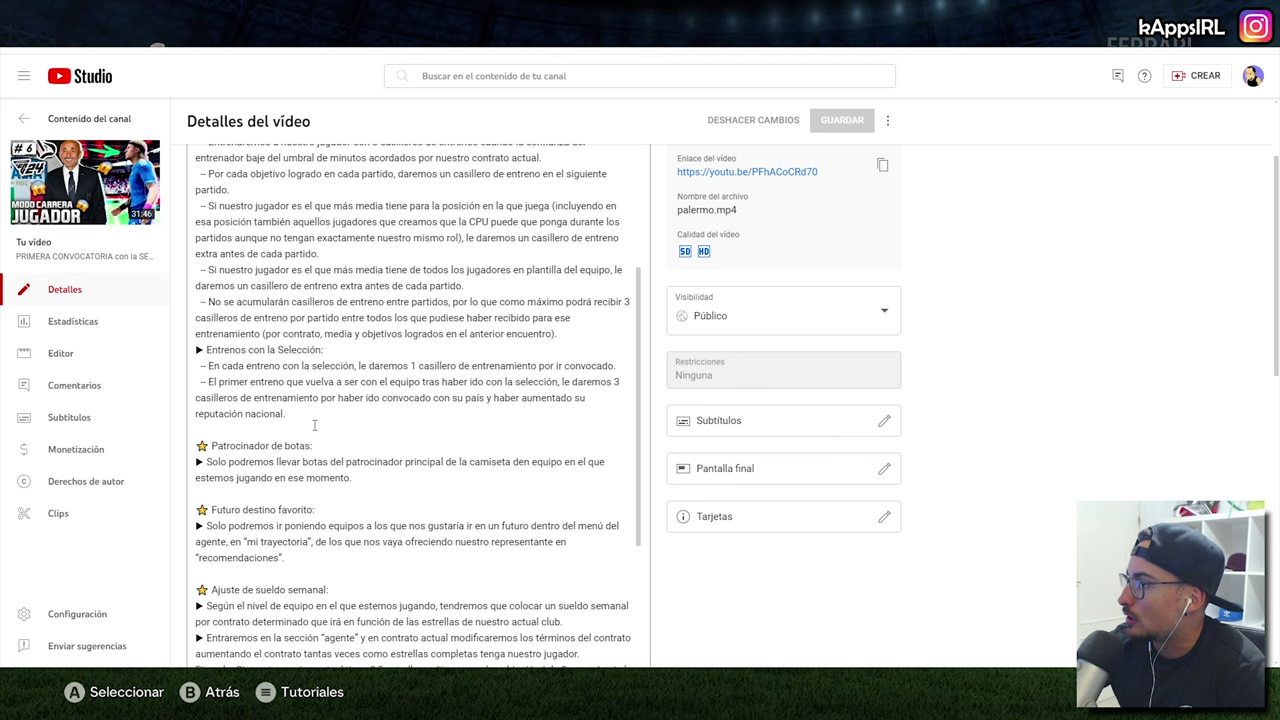 kAppsIRL
FERRARI
Studio
Buscar en el contenido de tu canal
CREAR
Contenido del canal
Detalles del vídeo
DESHACER CAMBIOS
GUARDAR
# 6
MODO CARRERA
JUGADOR
31:46
Tu vídeo
PRIMERA CONVOCATORIA con la SE...
Detalles
Estadísticas
Editor
Comentarios
Subtítulos
Monetización
Derechos de autor
Clips
Configuración
Enviar sugerencias
entrenador baje del umbral de minutos acordados por nuestro contrato actual.
-- Por cada objetivo logrado en cada partido, daremos un casillero de entreno en el siguiente
partido.
-- Si nuestro jugador es el que más media tiene para la posición en la que juega (incluyendo en
esa posición también aquellos jugadores que creamos que la CPU puede que ponga durante los
partidos aunque no tengan exactamente nuestro mismo rol), le daremos un casillero de entreno
extra antes de cada partido.
-- Si nuestro jugador es el que más media tiene de todos los jugadores en plantilla del equipo, le
daremos un casillero de entreno extra antes de cada partido.
-- No se acumularán casilleros de entreno entre partidos, por lo que como máximo podrá recibir 3
casilleros de entreno por partido entre todos los que pudiese haber recibido para ese
entrenamiento (por contrato, media y objetivos logrados en el anterior encuentro).
► Entrenos con la Selección:
-- En cada entreno con la selección, le daremos 1 casillero de entrenamiento por ir convocado.
-- El primer entreno que vuelva a ser con el equipo tras haber ido con la selección, le daremos 3
casilleros de entrenamiento por haber ido convocado con su país y haber aumentado su
reputación nacional.
⭐ Patrocinador de botas:
► Solo podremos llevar botas del patrocinador principal de la camiseta den equipo en el que
estemos jugando en ese momento.
⭐ Futuro destino favorito:
► Solo podremos ir poniendo equipos a los que nos gustaría ir en un futuro dentro del menú del
agente, en “mi trayectoria”, de los que nos vaya ofreciendo nuestro representante en
“recomendaciones”.
⭐ Ajuste de sueldo semanal:
► Según el nivel de equipo en el que estemos jugando, tendremos que colocar un sueldo semanal
por contrato determinado que irá en función de las estrellas de nuestro actual club.
► Entraremos en la sección “agente” y en contrato actual modificaremos los términos del contrato
aumentando el contrato tantas veces como estrellas completas tenga nuestro jugador.
Enlace del vídeo
https://youtu.be/PFhACoCRd70
Nombre del archivo
palermo.mp4
Calidad del vídeo
SD HD
Visibilidad
Público
Restricciones
Ninguna
Subtítulos
Pantalla final
Tarjetas
A Seleccionar
B Atrás
Tutoriales